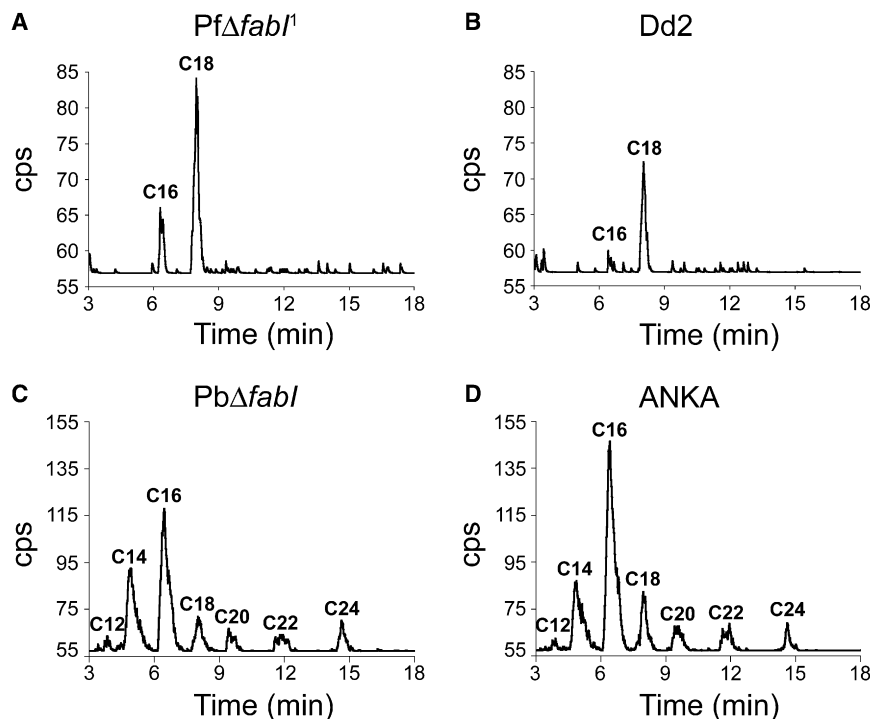 A
PfΔfabI¹
cps
85
80
75
70
65
60
55
C16
C18
3 6 9 12 15 18
Time (min)
B
Dd2
cps
85
80
75
70
65
60
55
C16
C18
3 6 9 12 15 18
Time (min)
C
PbΔfabI
cps
155
135
115
95
75
55
C12
C14
C16
C18
C20
C22
C24
3 6 9 12 15 18
Time (min)
D
ANKA
cps
155
135
115
95
75
55
C12
C14
C16
C18
C20
C22
C24
3 6 9 12 15 18
Time (min)